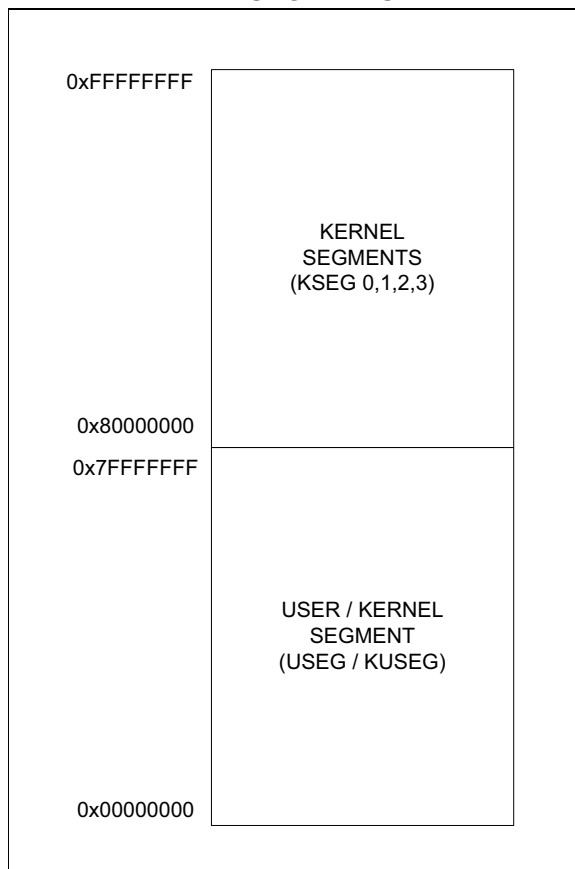 0xFFFFFFFF
KERNEL
SEGMENTS
(KSEG 0,1,2,3)
0x80000000
0x7FFFFFFF
USER / KERNEL
SEGMENT
(USEG / KUSEG)
0x00000000